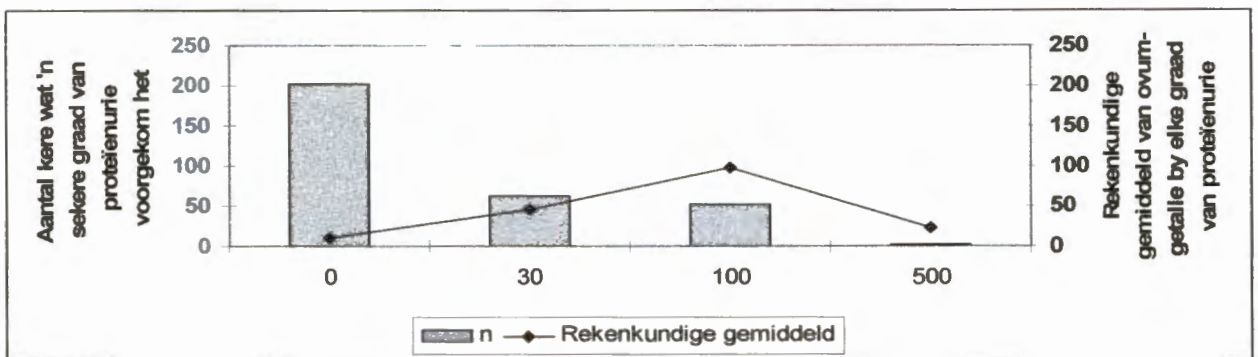 Aantal kere wat 'n
sekere graad van
proteïenurie
voorgekom het
250
200
150
100
50
0
250
200
150
100
50
0
Rekenkundige
gemiddeld van ovum-
getalle by elke graad
van proteïenurie
0 30 100 500
n Rekenkundige gemiddeld